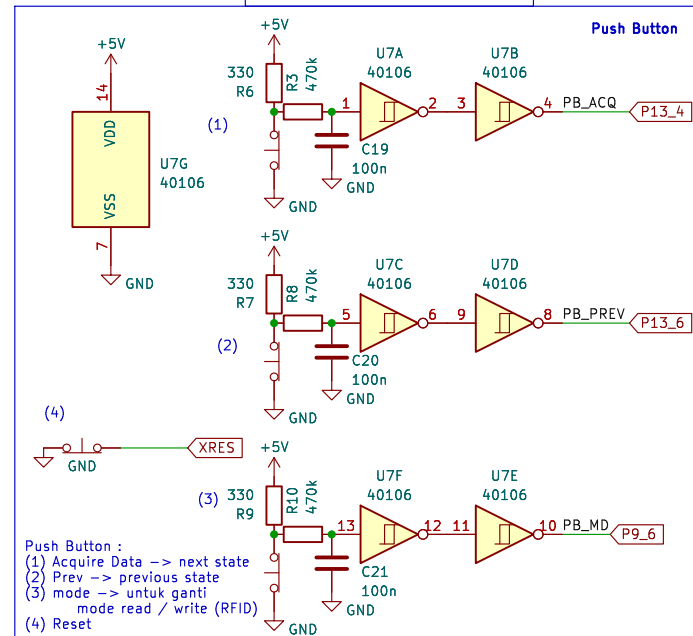 Push Button
+5V
14
VDD
VSS
7
GND
U7G
40106
(1)
+5V
330
R6
R3
470k
GND
C19
100n
GND
1
U7A
40106
2
3
U7B
40106
4
PB_ACQ
P13_4
(2)
+5V
330
R7
R8
470k
GND
C20
100n
GND
5
U7C
40106
6
9
U7D
40106
8
PB_PREV
P13_6
(4)
GND
XRES
(3)
+5V
330
R9
R10
470k
GND
C21
100n
GND
13
U7F
40106
12
11
U7E
40106
10
PB_MD
P9_6
Push Button :
(1) Acquire Data -> next state
(2) Prev -> previous state
(3) mode -> untuk ganti
mode read / write (RFID)
(4) Reset